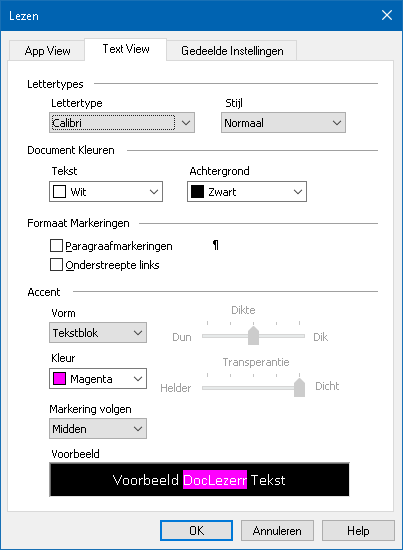 Lezen
App View Text View Gedeelde Instellingen
Lettertypes
Lettertype Stijl
Calibri Normaal
Document Kleuren
Tekst Achtergrond
Wit Zwart
Formaat Markeringen
Paragraafmarkeringen ¶
Onderstreepte links
Accent
Vorm Dikte
Tekstblok Dun Dik
Kleur Transperantie
Magenta Helder Dicht
Markering volgen
Midden
Voorbeeld
Voorbeeld DocLezerr Tekst
OK Annuleren Help